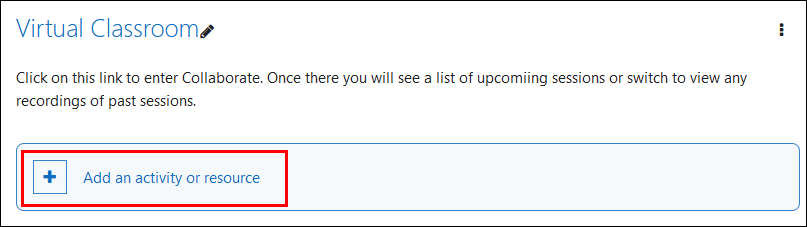 Virtual Classroom
Click on this link to enter Collaborate. Once there you will see a list of upcomiing sessions or switch to view any
recordings of past sessions.
Add an activity or resource